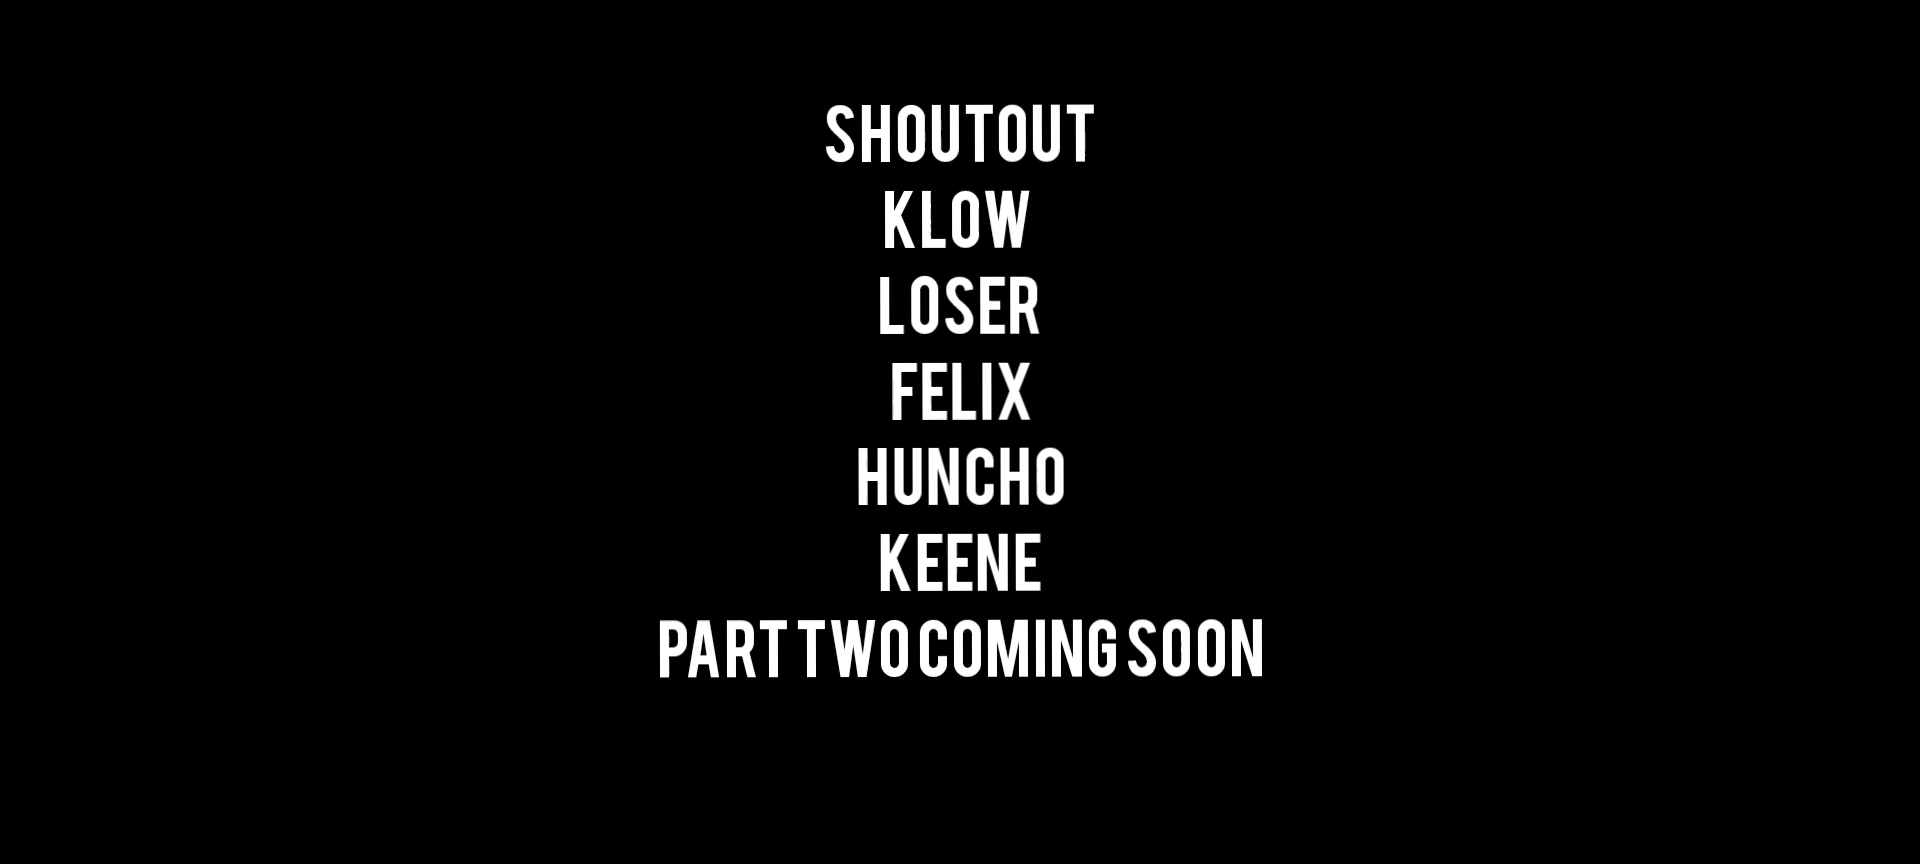 SHOUTOUT
KLOW
LOSER
FELIX
HUNCHO
KEENE
PART TWO COMING SOON